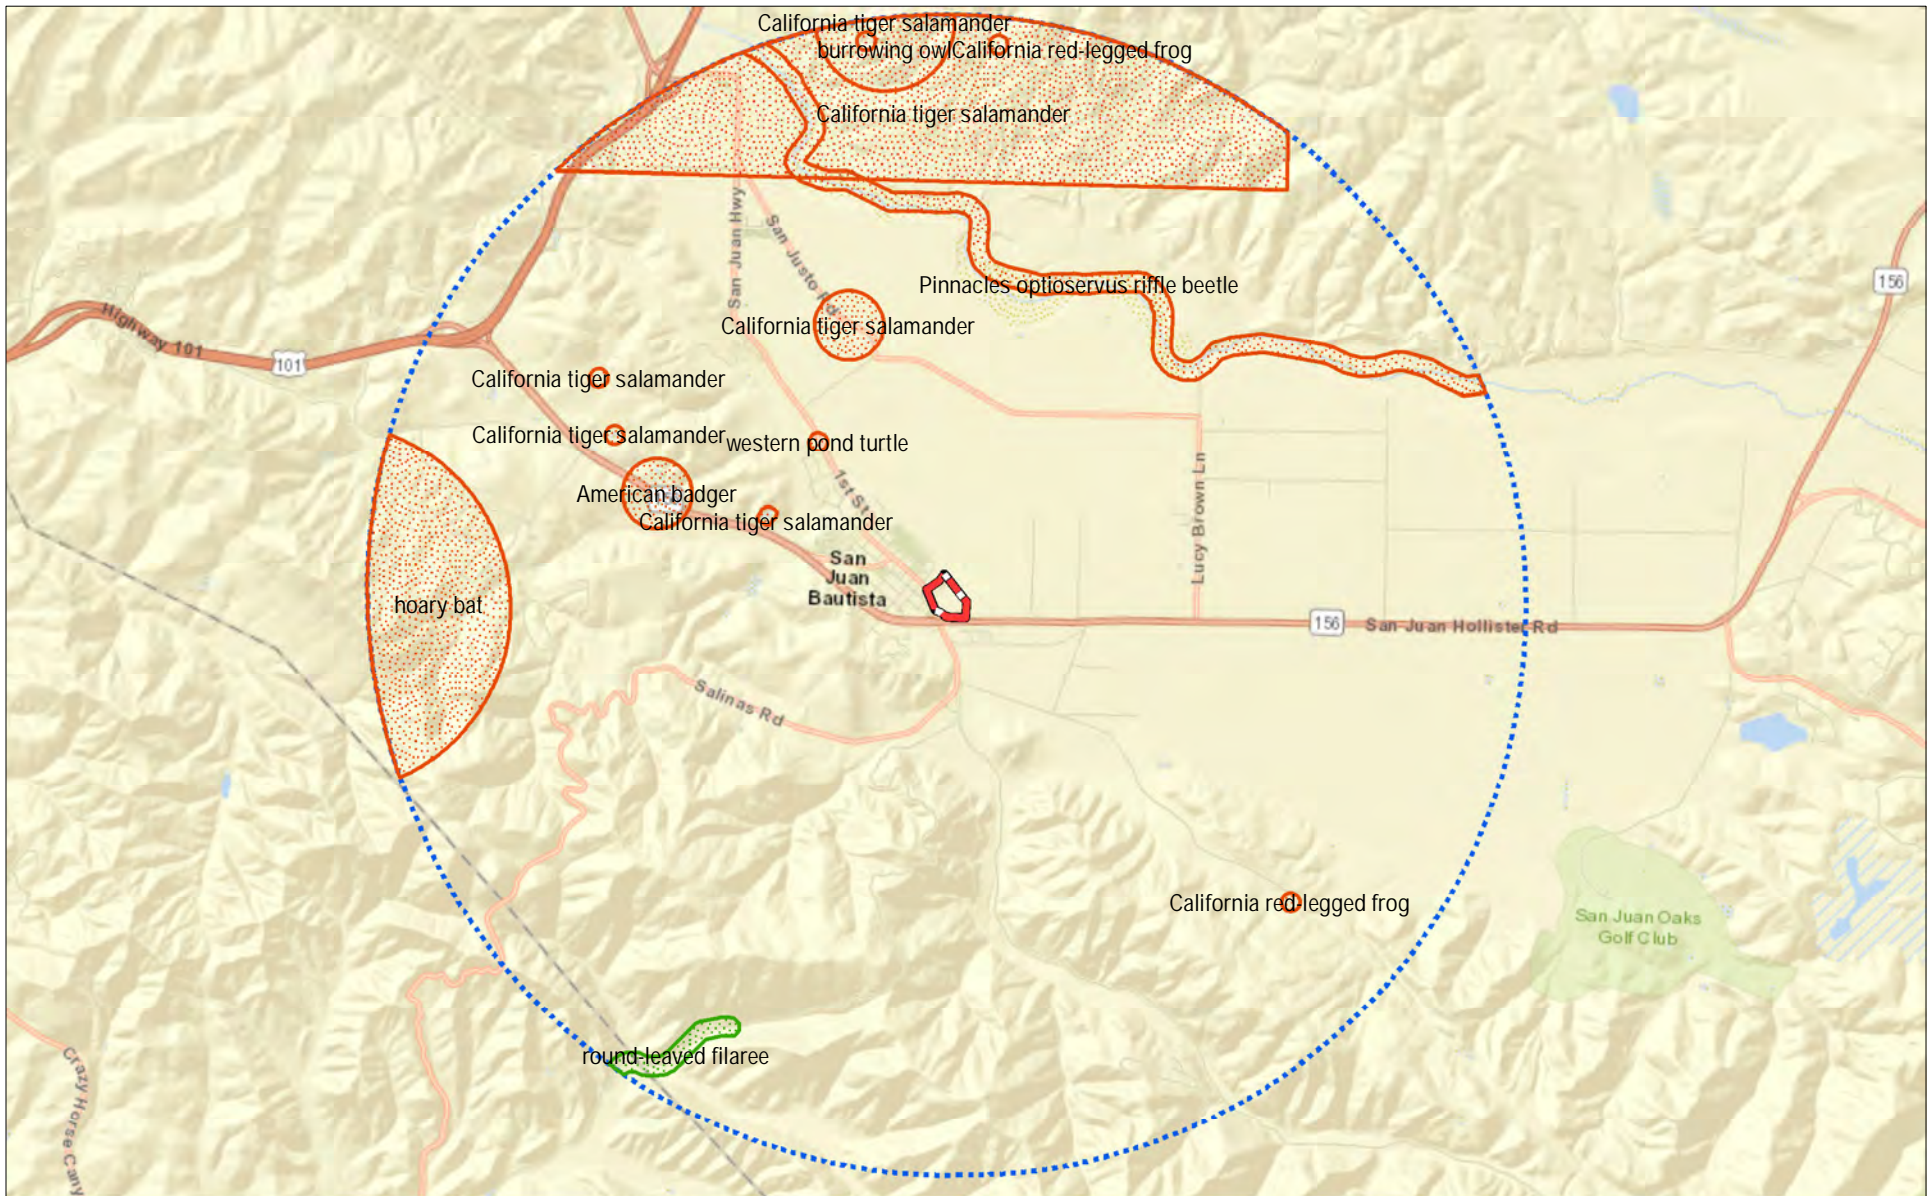 California tiger salamander
burrowing owl
California red-legged frog
California tiger salamander
San Juan Hwy
San Justo Rd
Pinnacles optioservus riffle beetle
156
Highway 101
101
California tiger salamander
California tiger salamander
California tiger salamander
western pond turtle
1st St
American badger
California tiger salamander
Lucy Brown Ln
San
Juan
Bautista
hoary bat
156
San Juan Hollister Rd
Salinas Rd
California red-legged frog
San Juan Oaks
Golf Club
round-leaved filaree
Crazy Horse Cany